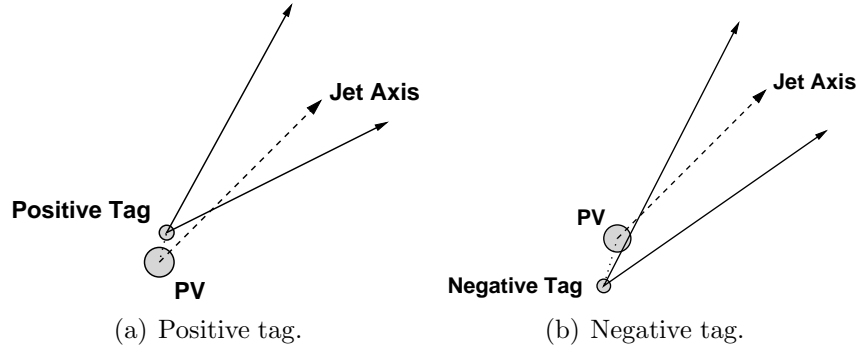 Jet Axis
Positive Tag
PV
(a) Positive tag.
Jet Axis
PV
Negative Tag
(b) Negative tag.